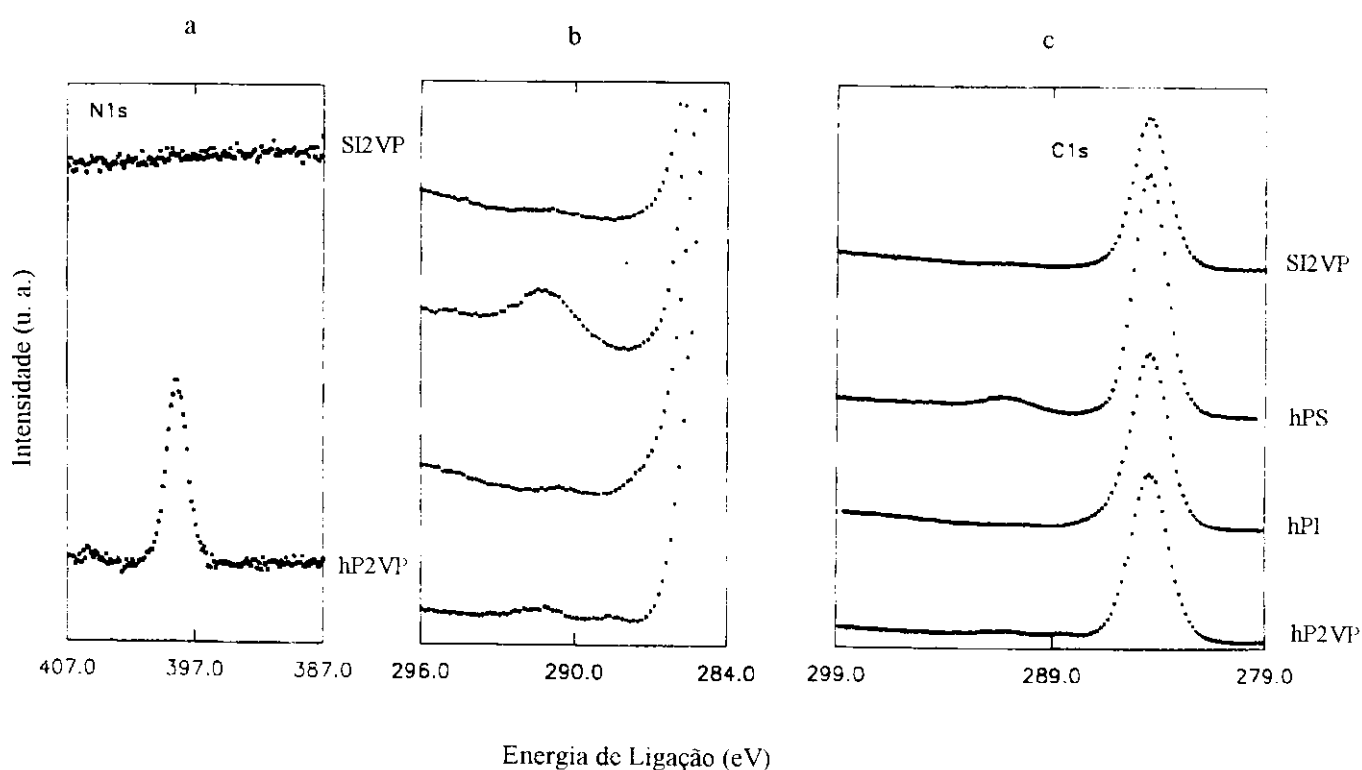 a
b
c
N1s
SI2VP
hP2VP
407.0
397.0
367.0
296.0
290.0
284.0
C1s
SI2VP
hPS
hPI
hP2VP
299.0
289.0
279.0
Intensidade (u. a.)
Energia de Ligação (eV)